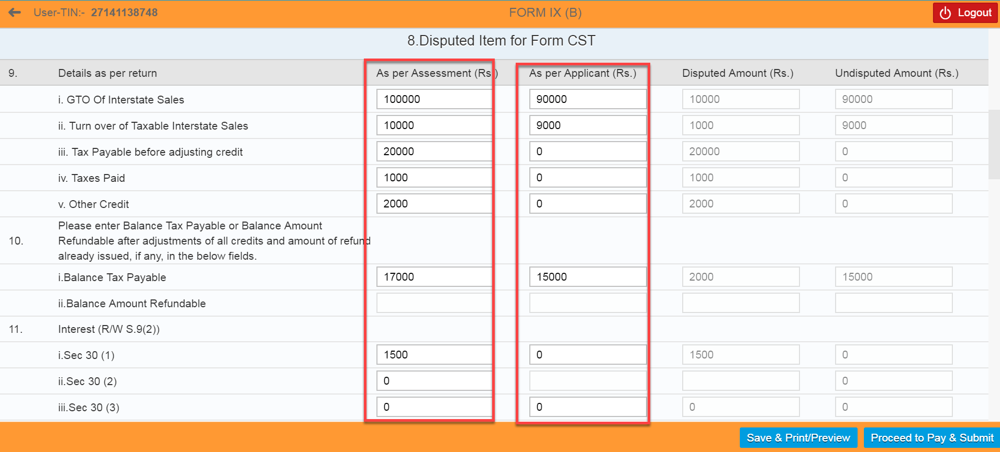 User-TIN:- 27141138748 FORM IX (B) Logout
8.Disputed Item for Form CST
9. Details as per return As per Assessment (Rs.) As per Applicant (Rs.) Disputed Amount (Rs.) Undisputed Amount (Rs.)
i. GTO Of Interstate Sales 100000 90000 10000 90000
ii. Turn over of Taxable Interstate Sales 10000 9000 1000 9000
iii. Tax Payable before adjusting credit 20000 0 20000 0
iv. Taxes Paid 1000 0 1000 0
v. Other Credit 2000 0 2000 0
10. Please enter Balance Tax Payable or Balance Amount
Refundable after adjustments of all credits and amount of refund
already issued, if any, in the below fields.
i.Balance Tax Payable 17000 15000 2000 15000
ii.Balance Amount Refundable
11. Interest (R/W S.9(2))
i.Sec 30 (1) 1500 0 1500 0
ii.Sec 30 (2) 0 0
iii.Sec 30 (3) 0 0 0 0
Save & Print/Preview Proceed to Pay & Submit